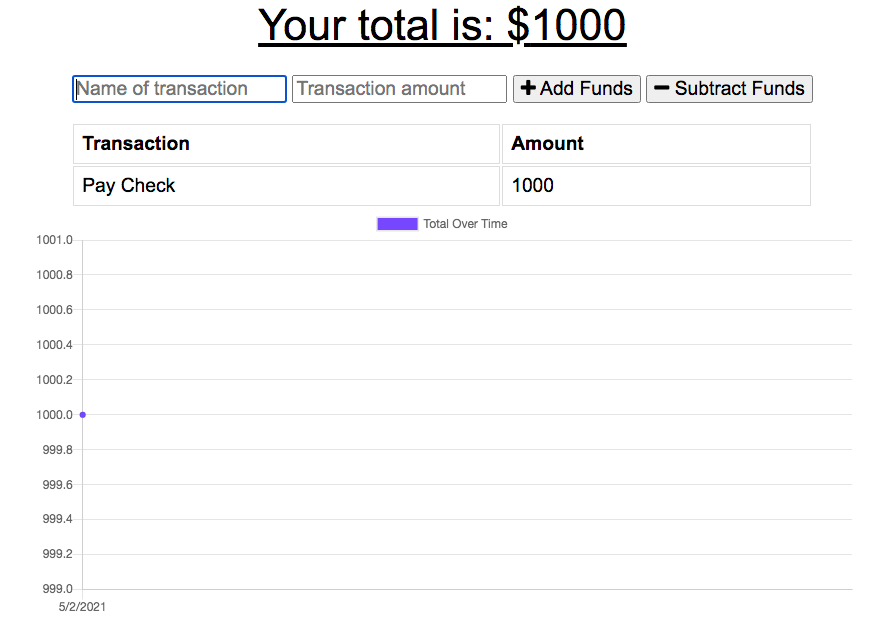 Your total is: $1000
Name of transaction Transaction amount Add Funds Subtract Funds
Transaction Amount
Pay Check 1000
Total Over Time
1001.0
1000.8
1000.6
1000.4
1000.2
1000.0
999.8
999.6
999.4
999.2
999.0
5/2/2021